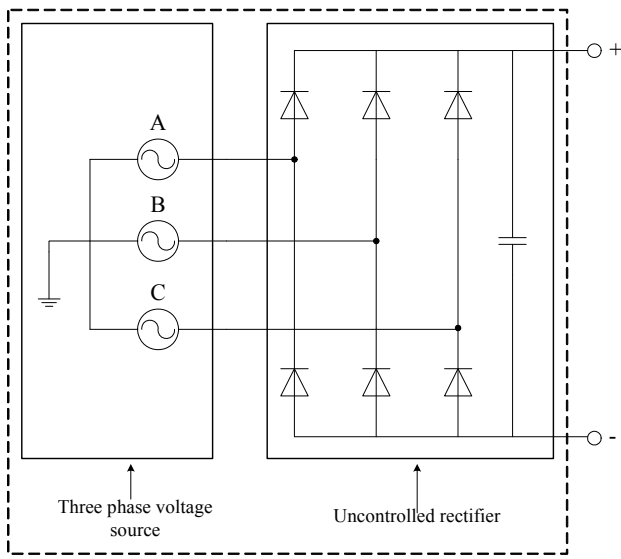 +
A
B
C
-
Three phase voltage
source
Uncontrolled rectifier